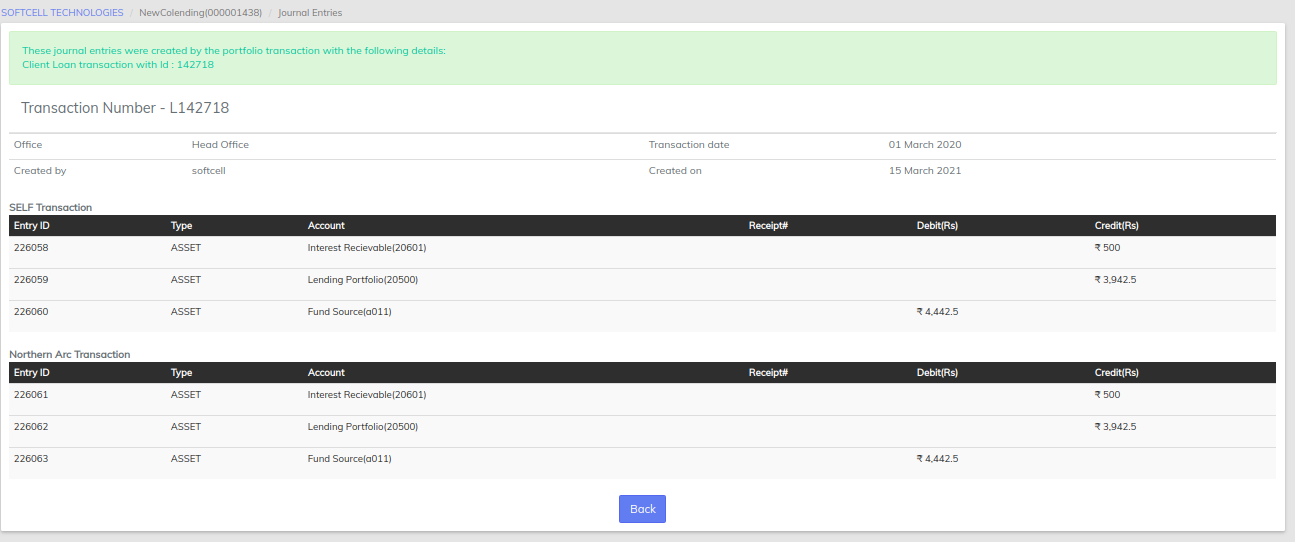 SOFTCELL TECHNOLOGIES / NewColending(000001438) / Journal Entries
These journal entries were created by the portfolio transaction with the following details:
Client Loan transaction with Id : 142718
Transaction Number - L142718
Office Head Office Transaction date 01 March 2020
Created by softcell Created on 15 March 2021
SELF Transaction
Entry ID Type Account Receipt# Debit(Rs) Credit(Rs)
226058 ASSET Interest Recievable(20601) ₹ 500
226059 ASSET Lending Portfolio(20500) ₹ 3,942.5
226060 ASSET Fund Source(a011) ₹ 4,442.5
Northern Arc Transaction
Entry ID Type Account Receipt# Debit(Rs) Credit(Rs)
226061 ASSET Interest Recievable(20601) ₹ 500
226062 ASSET Lending Portfolio(20500) ₹ 3,942.5
226063 ASSET Fund Source(a011) ₹ 4,442.5
Back